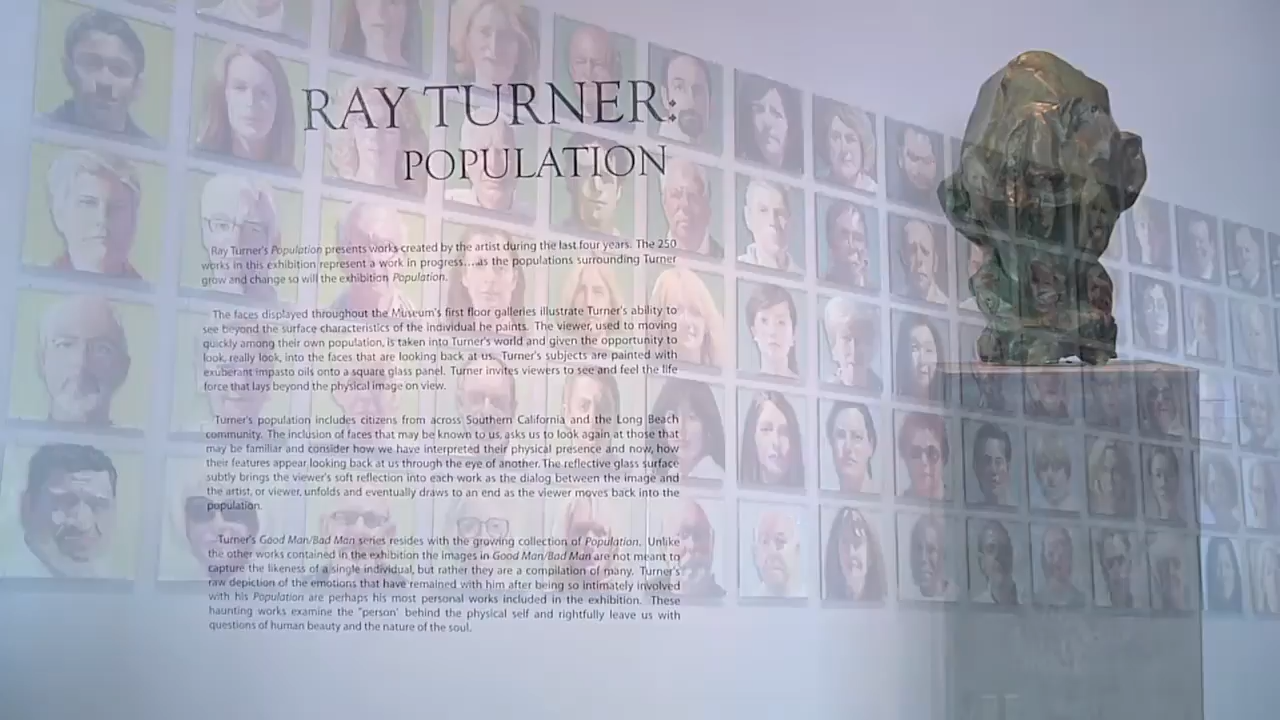 RAY TURNER:
POPULATION
Ray Turner's Population presents works created by the artist during the last four years. The 250
works in this exhibition represent a work in progress....as the populations surrounding Turner
grow and change so will the exhibition Population.
The faces displayed throughout the Museum's first floor galleries illustrate Turner's ability to
see beyond the surface characteristics of the individual he paints. The viewer, used to moving
quickly among their own population, is taken into Turner's world and given the opportunity to
look, really look, into the faces that are looking back at us. Turner's subjects are painted with
exuberant impasto oils onto a square glass panel. Turner invites viewers to see and feel the life
force that lays beyond the physical image on view.
Turner's population includes citizens from across Southern California and the Long Beach
community. The inclusion of faces that may be known to us, asks us to look again at those that
may be familiar and consider how we have interpreted their physical presence and now, how
their features appear looking back at us through the eye of another. The reflective glass surface
subtly brings the viewer's soft reflection into each work as the dialog between the image and
the artist, or viewer, unfolds and eventually draws to an end as the viewer moves back into the
population.
Turner's Good Man/Bad Man series resides with the growing collection of Population. Unlike
the other works contained in the exhibition the images in Good Man/Bad Man are not meant to
capture the likeness of a single individual, but rather they are a compilation of many. Turner's
raw depiction of the emotions that have remained with him after being so intimately involved
with his Population are perhaps his most personal works included in the exhibition. These
haunting works examine the "person' behind the physical self and rightfully leave us with
questions of human beauty and the nature of the soul.